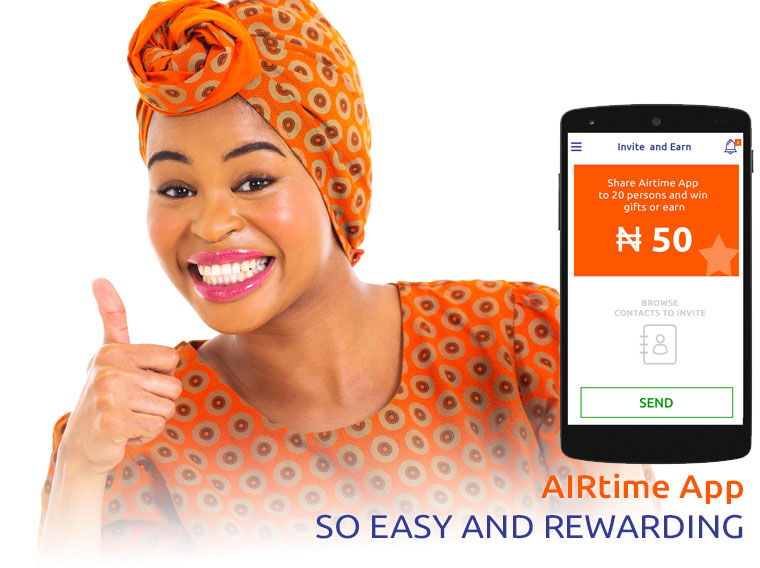 Invite and Earn
Share Airtime App
to 20 persons and win
gifts or earn
₦ 50
BROWSE
CONTACTS TO INVITE
SEND
AIRtime App
SO EASY AND REWARDING